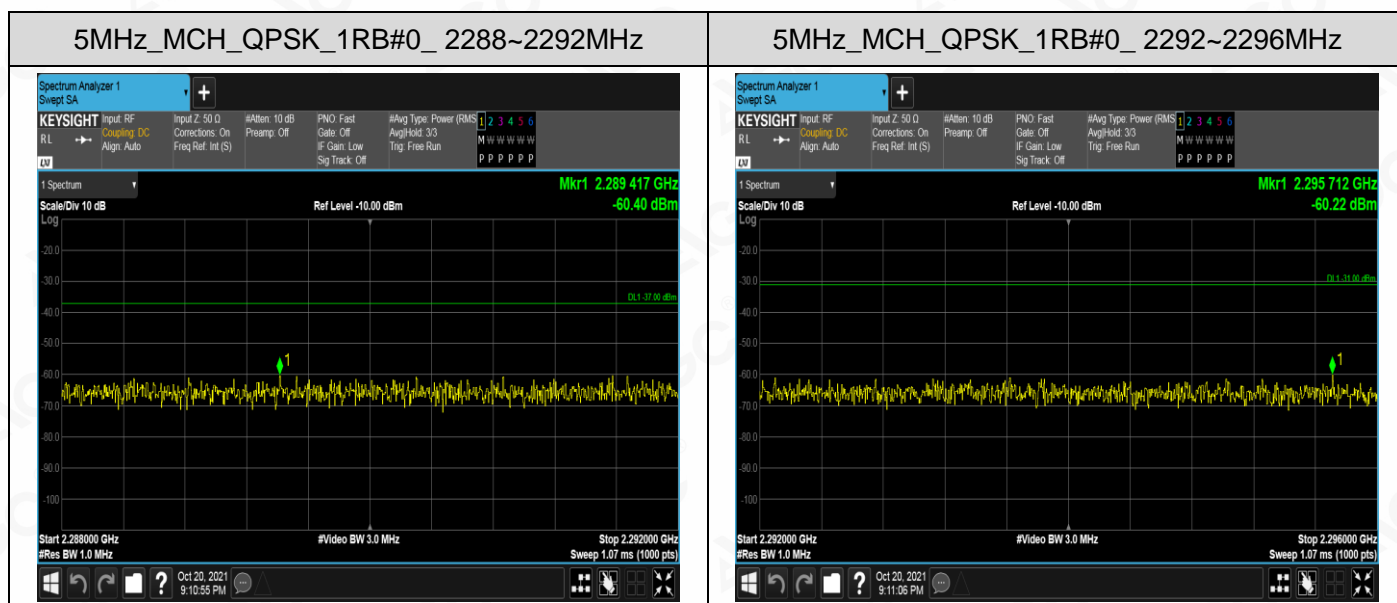 5MHz_MCH_QPSK_1RB#0_ 2288~2292MHz
Spectrum Analyzer 1
Swept SA
+
KEYSIGHT
RL
LXI
Input: RF
Coupling: DC
Align: Auto
Input Z: 50 Ω
Corrections: On
Freq Ref: Int (S)
#Atten: 10 dB
Preamp: Off
PNO: Fast
Gate: Off
IF Gain: Low
Sig Track: Off
#Avg Type: Power (RMS
Avg|Hold: 3/3
Trig: Free Run
1 2 3 4 5 6
M W W W W W
P P P P P P
1 Spectrum
Mkr1 2.289 417 GHz
Scale/Div 10 dB
Ref Level -10.00 dBm
-60.40 dBm
Log
-20.0
-30.0
DL1 -37.00 dBm
-40.0
-50.0
1
-60.0
-70.0
-80.0
-90.0
-100
Start 2.288000 GHz
#Video BW 3.0 MHz
Stop 2.292000 GHz
#Res BW 1.0 MHz
Sweep 1.07 ms (1000 pts)
?
Oct 20, 2021
9:10:55 PM
5MHz_MCH_QPSK_1RB#0_ 2292~2296MHz
Spectrum Analyzer 1
Swept SA
+
KEYSIGHT
RL
LXI
Input: RF
Coupling: DC
Align: Auto
Input Z: 50 Ω
Corrections: On
Freq Ref: Int (S)
#Atten: 10 dB
Preamp: Off
PNO: Fast
Gate: Off
IF Gain: Low
Sig Track: Off
#Avg Type: Power (RMS
Avg|Hold: 3/3
Trig: Free Run
1 2 3 4 5 6
M W W W W W
P P P P P P
1 Spectrum
Mkr1 2.295 712 GHz
Scale/Div 10 dB
Ref Level -10.00 dBm
-60.22 dBm
Log
-20.0
-30.0
DL1 -31.00 dBm
-40.0
-50.0
1
-60.0
-70.0
-80.0
-90.0
-100
Start 2.292000 GHz
#Video BW 3.0 MHz
Stop 2.296000 GHz
#Res BW 1.0 MHz
Sweep 1.07 ms (1000 pts)
?
Oct 20, 2021
9:11:06 PM